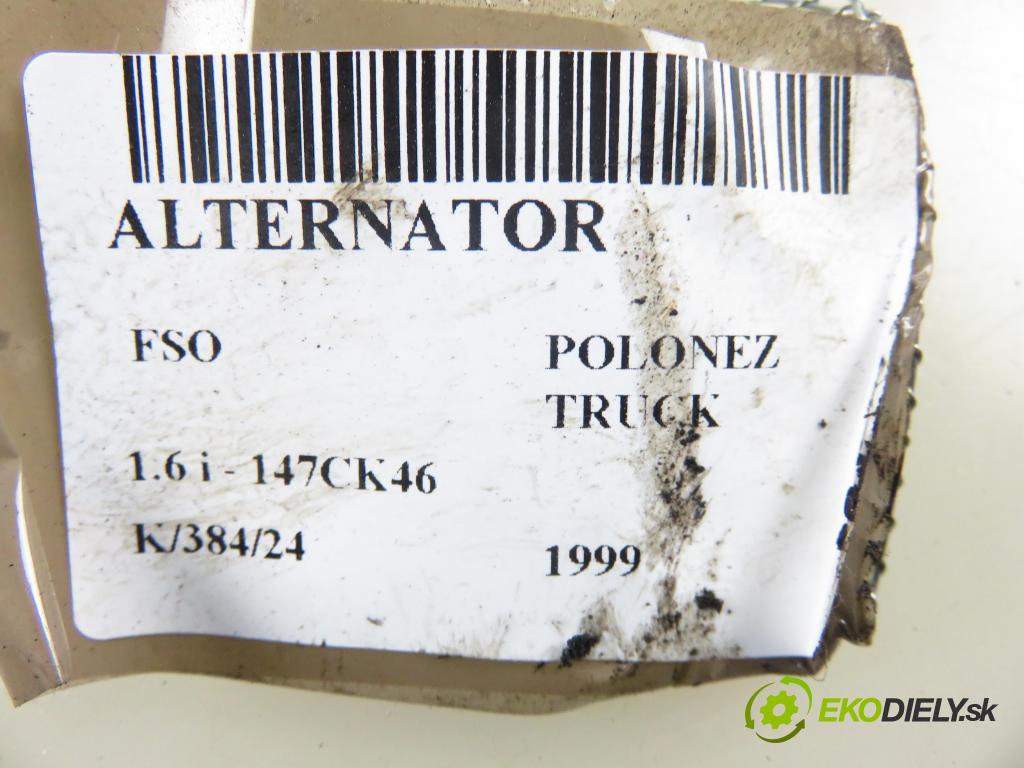 ALTERNATOR
FSO
POLONEZ
TRUCK
1.6 i - 147CK46
K/384/24
1999
EKODIELY.sk